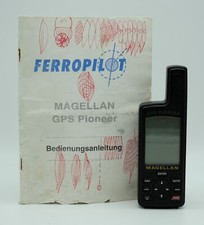 FERROPILOT
MAGELLAN
GPS Pioneer
Bedienungsanleitung
MAGELLAN